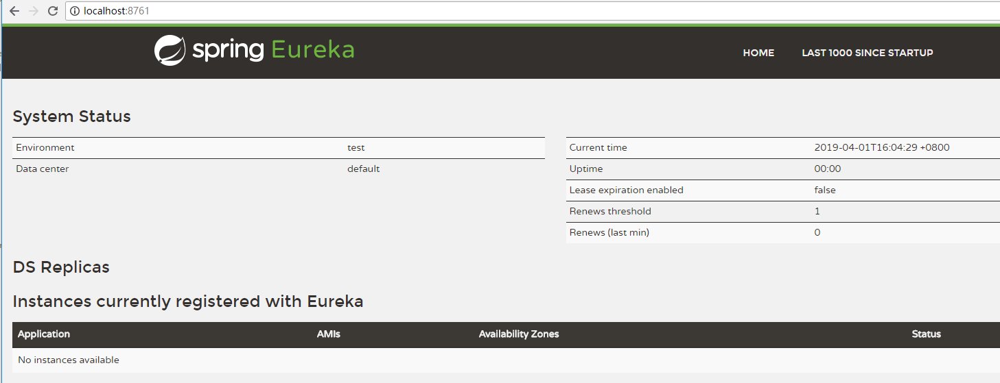 localhost:8761
spring Eureka HOME LAST 1000 SINCE STARTUP
System Status
Environment test
Data center default
Current time 2019-04-01T16:04:29 +0800
Uptime 00:00
Lease expiration enabled false
Renews threshold 1
Renews (last min) 0
DS Replicas
Instances currently registered with Eureka
Application AMIs Availability Zones Status
No instances available